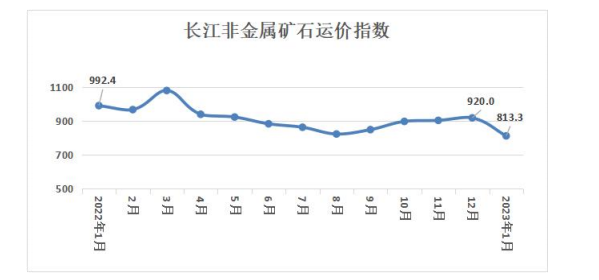 长江非金属矿石运价指数
992.4
920.0
813.3
1100
900
700
500
2022年1月
2月
3月
4月
5月
6月
7月
8月
9月
10月
11月
12月
2023年1月